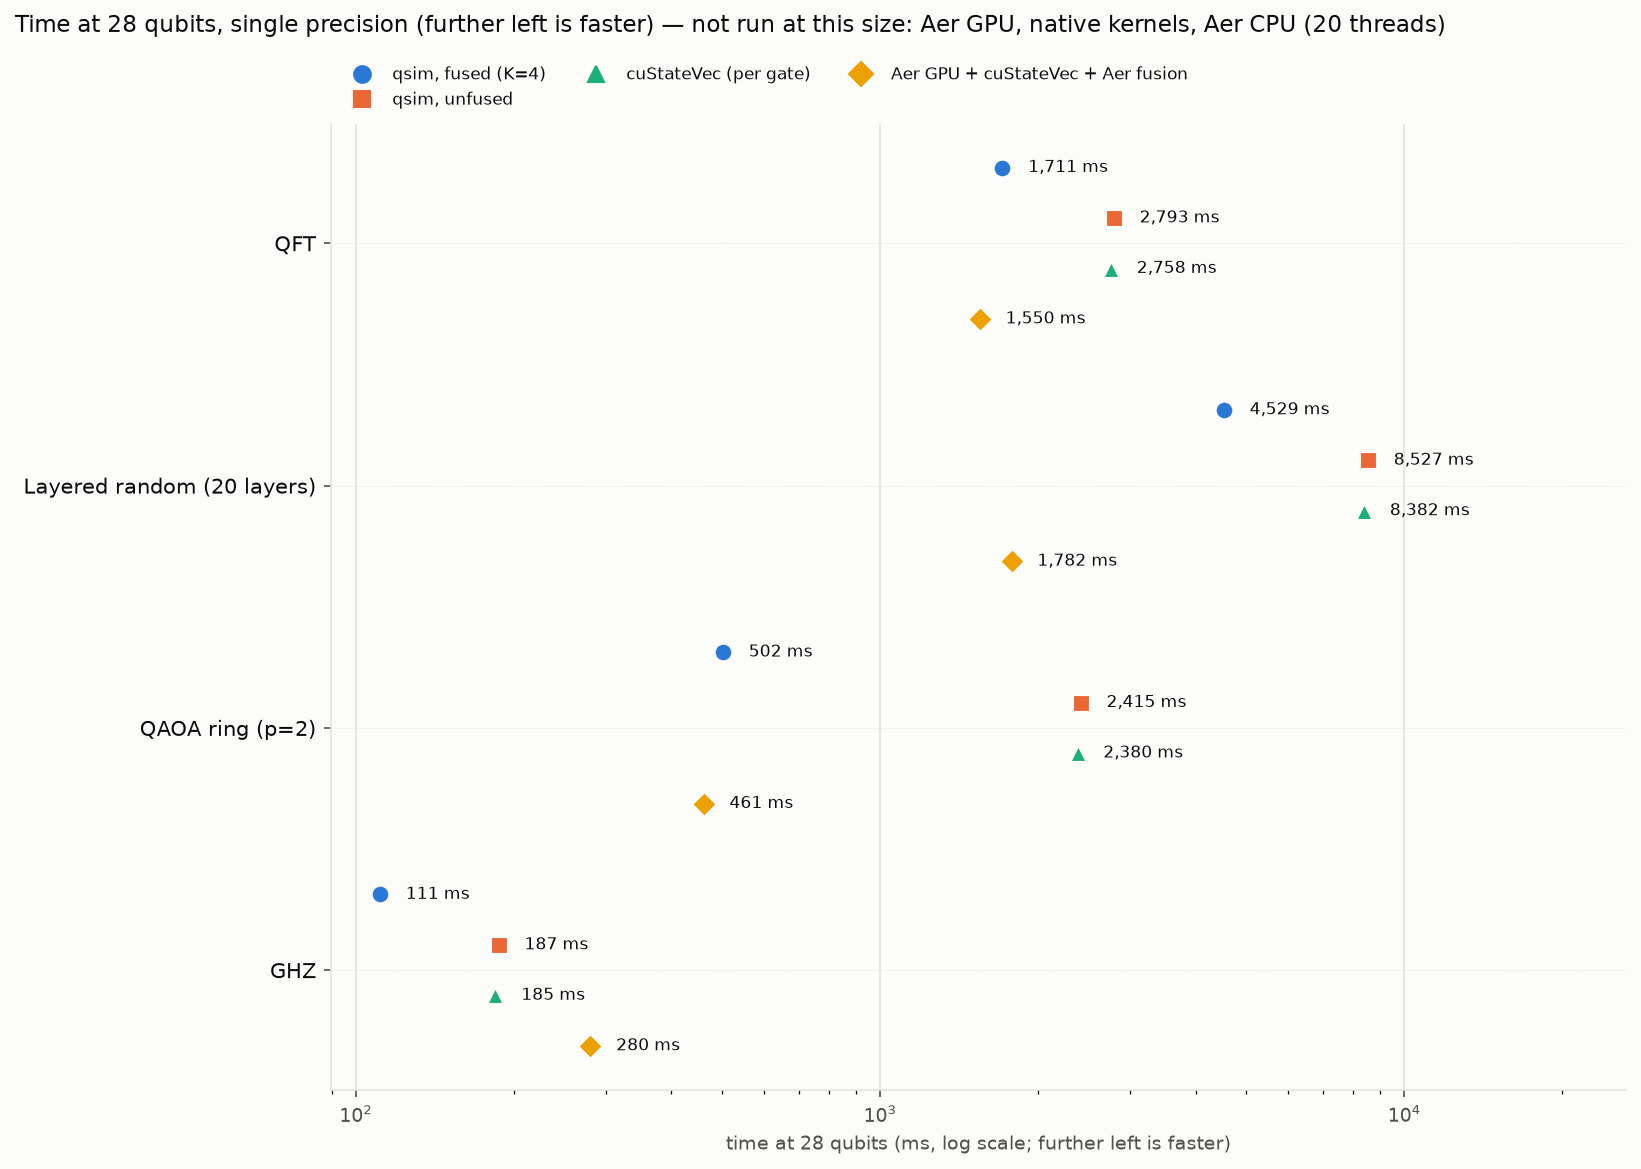 Time at 28 qubits, single precision (further left is faster) — not run at this size: Aer GPU, native kernels, Aer CPU (20 threads)
qsim, fused (K=4)
cuStateVec (per gate)
Aer GPU + cuStateVec + Aer fusion
qsim, unfused
1,711 ms
2,793 ms
QFT
2,758 ms
1,550 ms
4,529 ms
8,527 ms
Layered random (20 layers)
8,382 ms
1,782 ms
502 ms
2,415 ms
QAOA ring (p=2)
2,380 ms
461 ms
111 ms
187 ms
GHZ
185 ms
280 ms
10²
10³
10⁴
time at 28 qubits (ms, log scale; further left is faster)